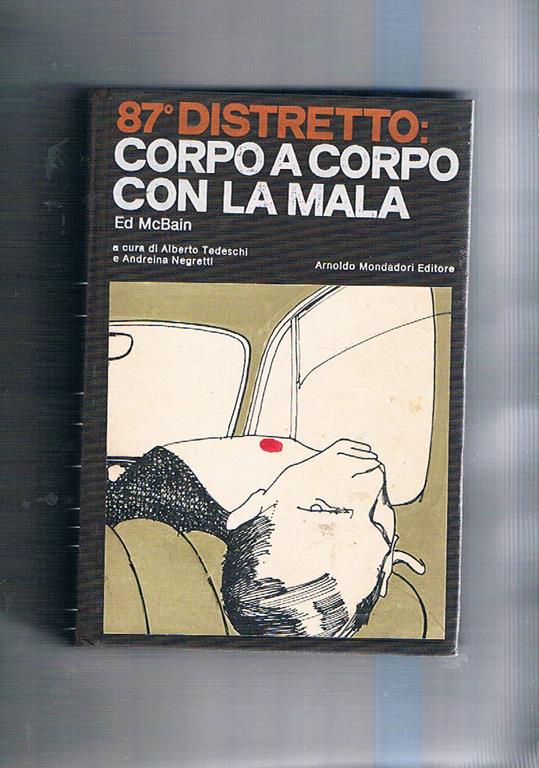 87° DISTRETTO:
CORPO A CORPO
CON LA MALA
Ed McBain
a cura di Alberto Tedeschi
e Andreina Negretti
Arnoldo Mondadori Editore